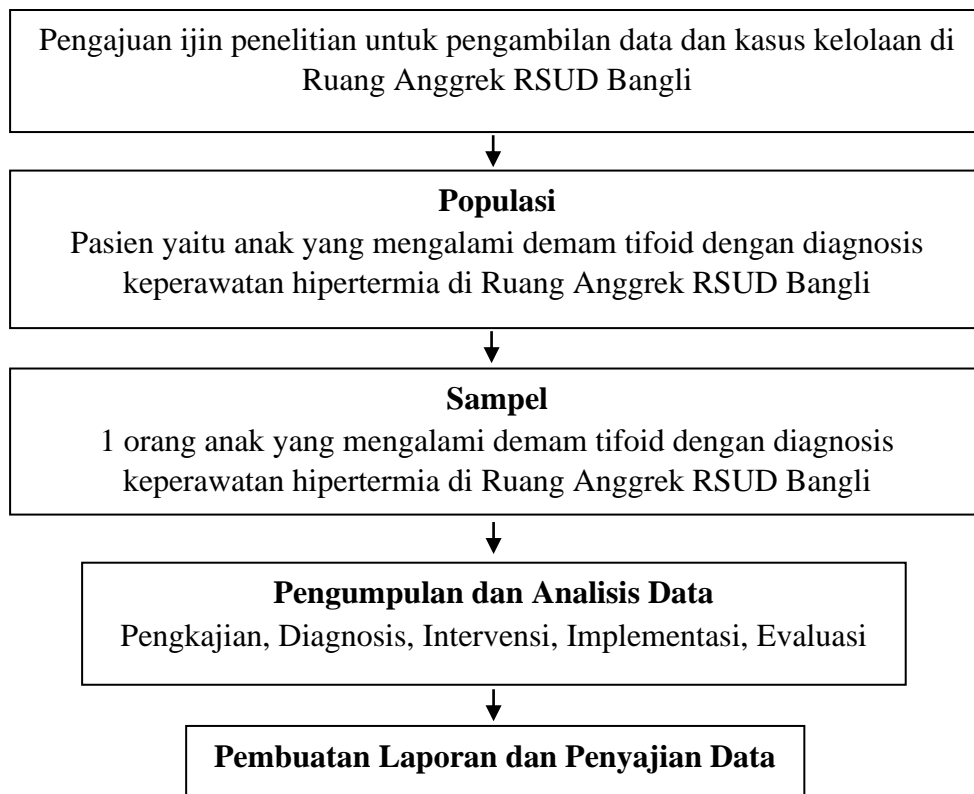 Pengajuan ijin penelitian untuk pengambilan data dan kasus kelolaan di
Ruang Anggrek RSUD Bangli
Populasi
Pasien yaitu anak yang mengalami demam tifoid dengan diagnosis
keperawatan hipertermia di Ruang Anggrek RSUD Bangli
Sampel
1 orang anak yang mengalami demam tifoid dengan diagnosis
keperawatan hipertermia di Ruang Anggrek RSUD Bangli
Pengumpulan dan Analisis Data
Pengkajian, Diagnosis, Intervensi, Implementasi, Evaluasi
Pembuatan Laporan dan Penyajian Data